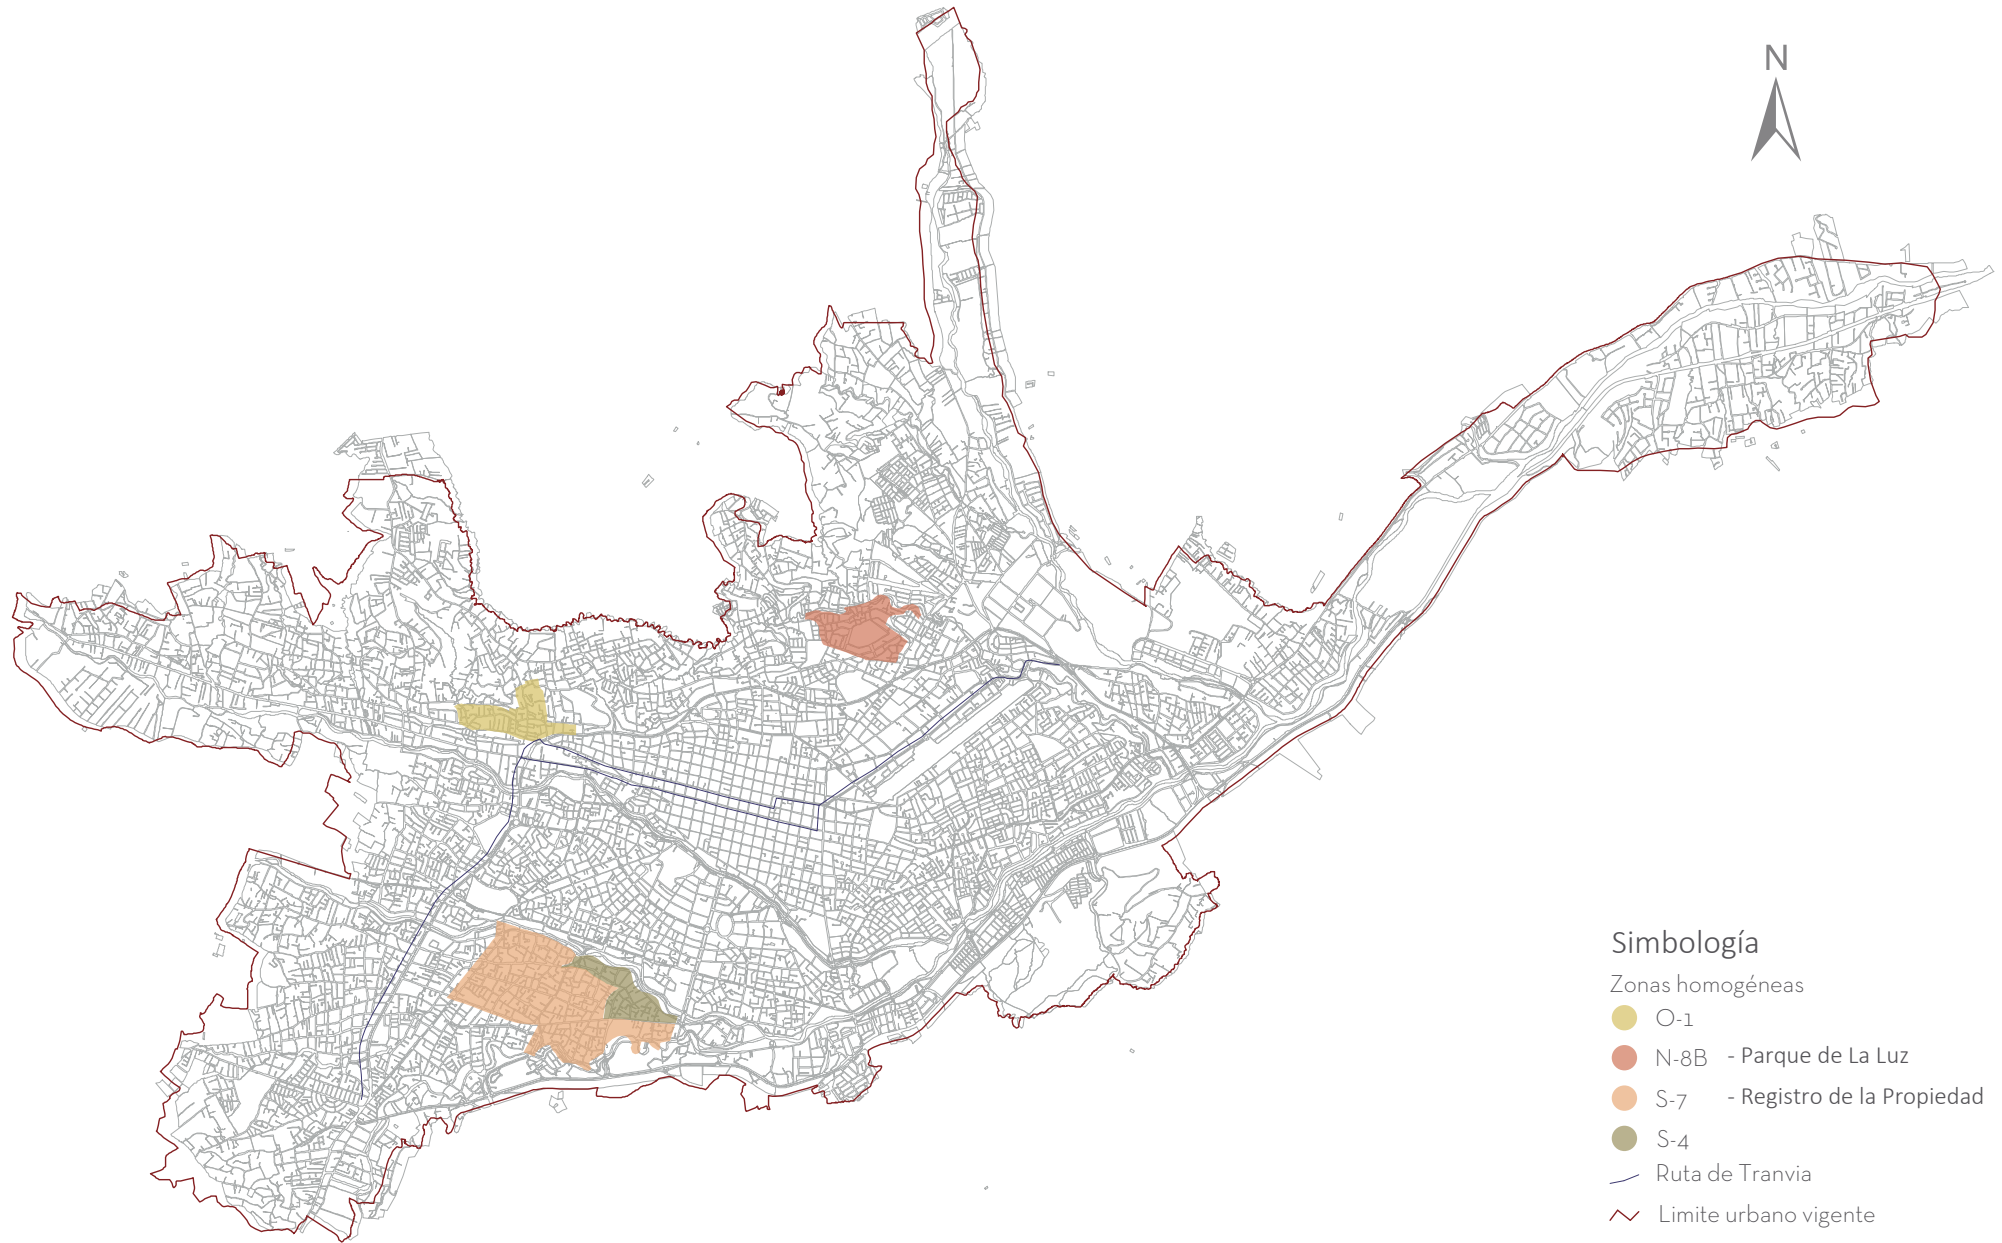 N
Simbología
Zonas homogéneas
O-1
N-8B - Parque de La Luz
S-7 - Registro de la Propiedad
S-4
Ruta de Tranvia
Limite urbano vigente